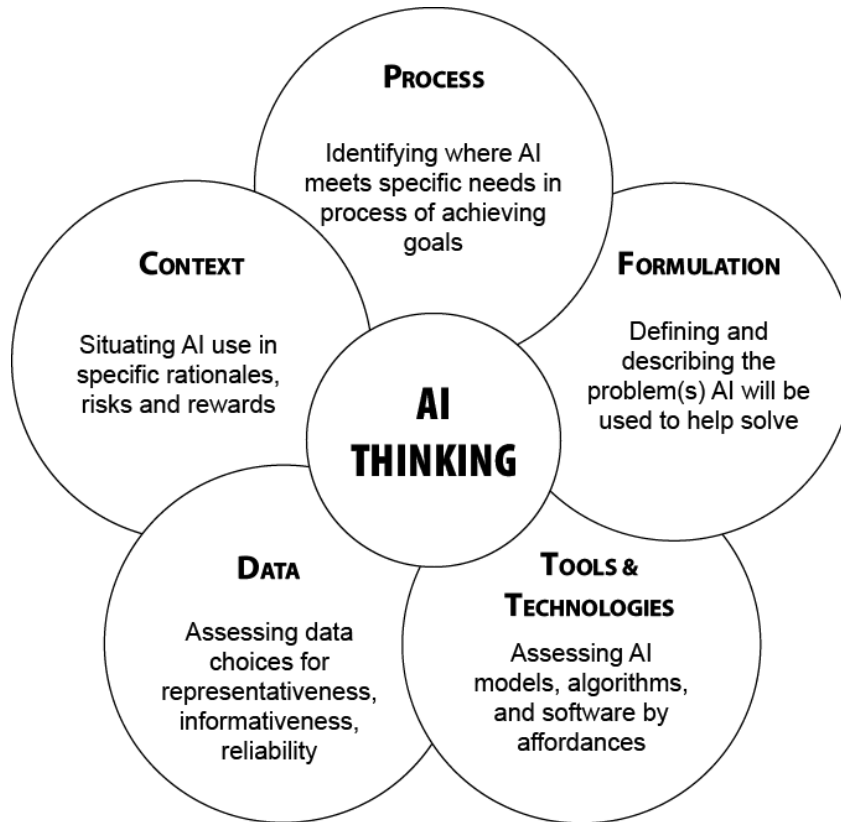 PROCESS
Identifying where AI
meets specific needs in
process of achieving
goals
CONTEXT
Situating AI use in
specific rationales,
risks and rewards
FORMULATION
Defining and
describing the
problem(s) AI will be
used to help solve
AI
THINKING
DATA
Assessing data
choices for
representativeness,
informativeness,
reliability
TOOLS &
TECHNOLOGIES
Assessing AI
models, algorithms,
and software by
affordances